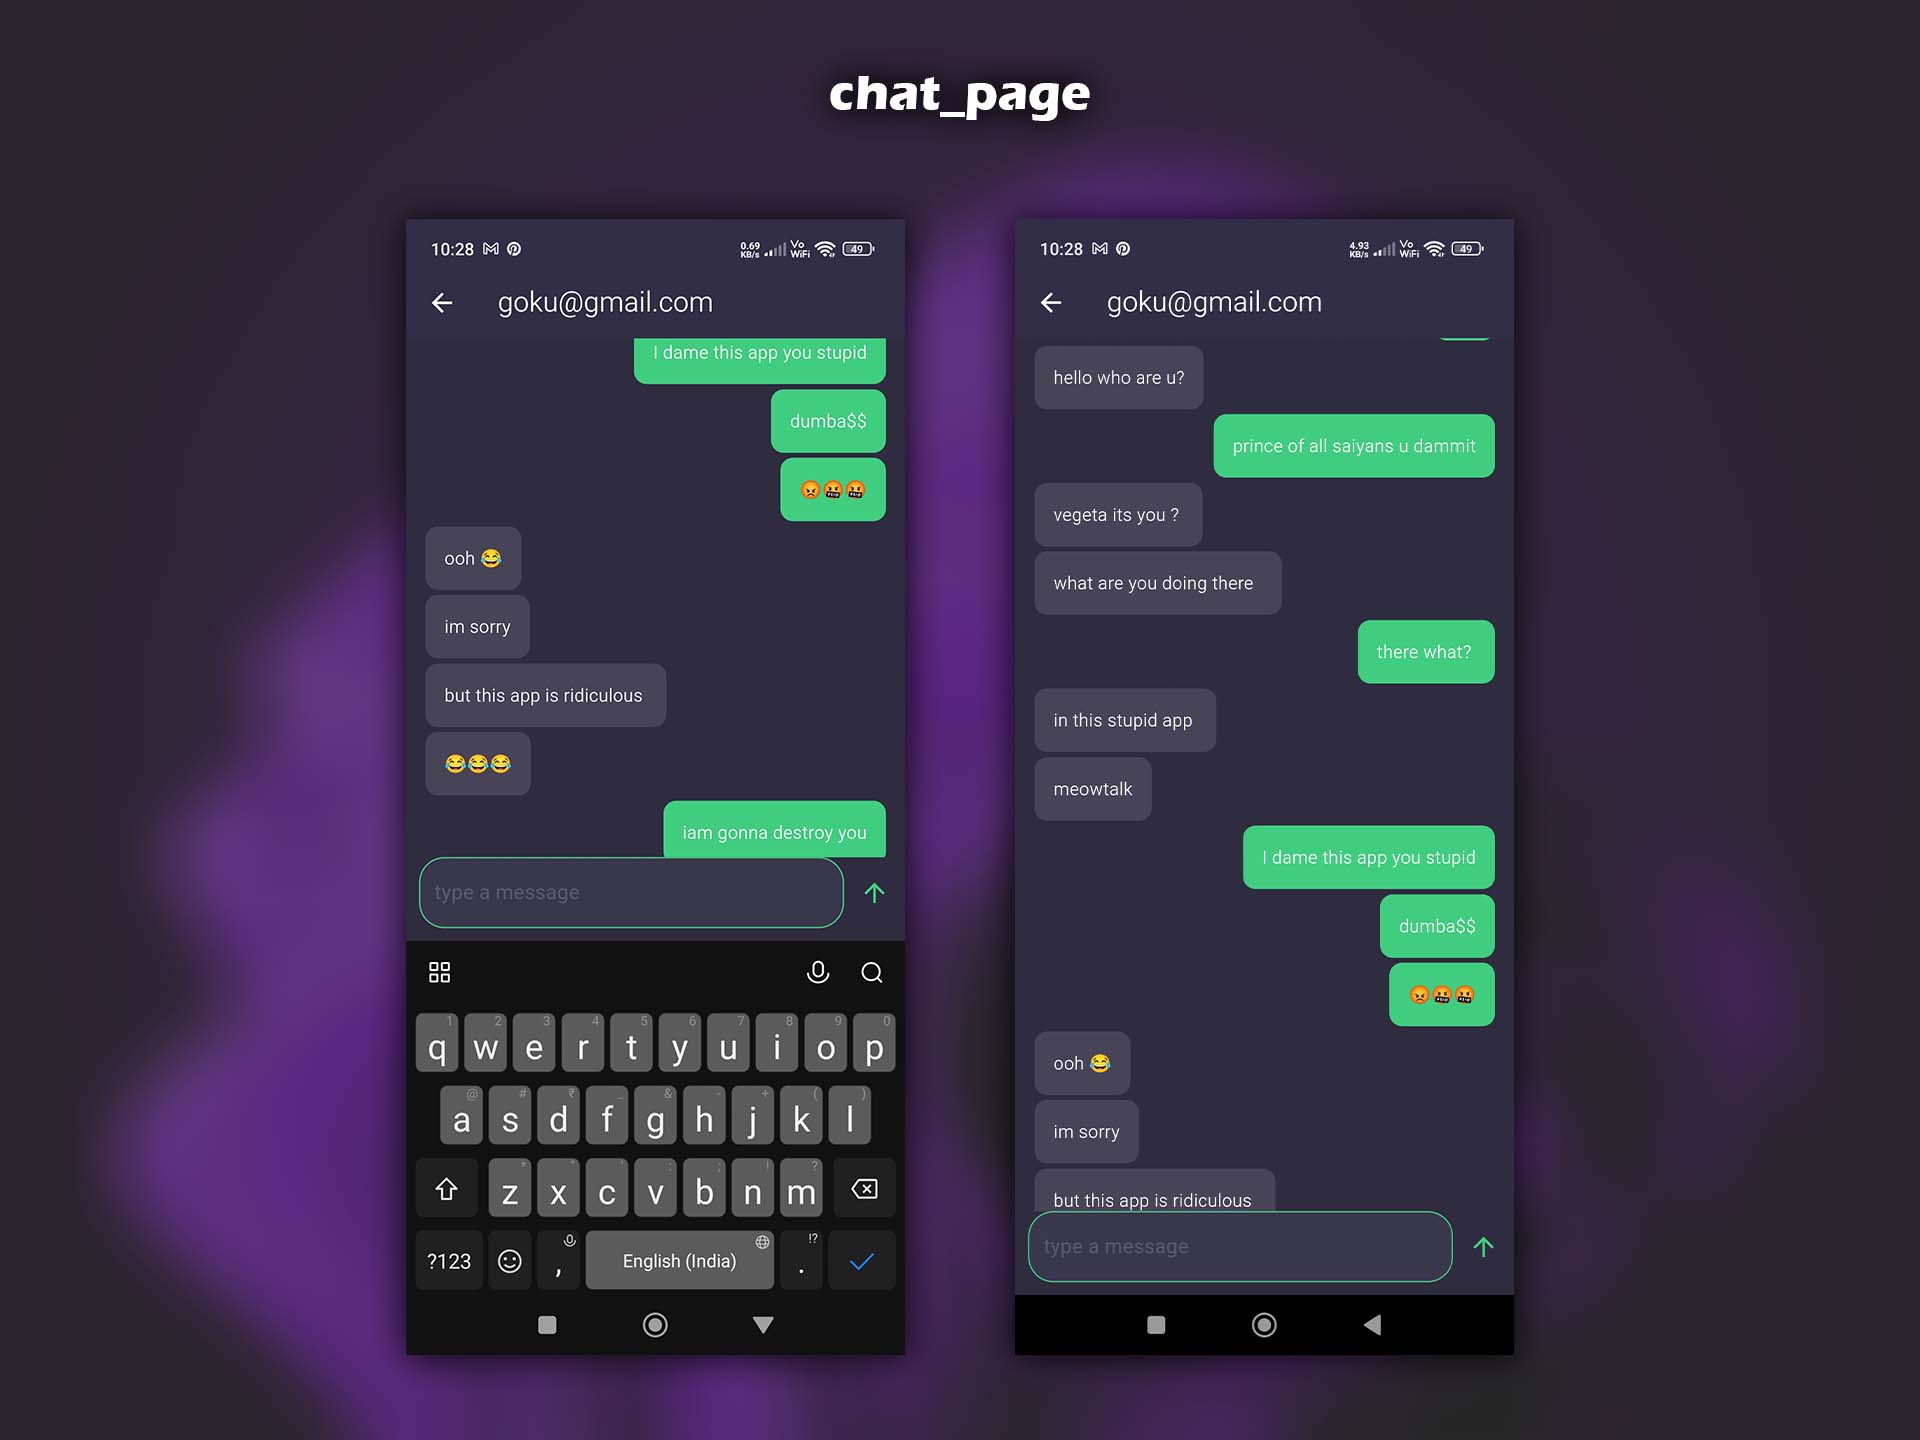 chat_page
10:28
0.69
KB/s
Vo
WiFi
49
goku@gmail.com
I dame this app you stupid
dumba$$
😡🤬🤬
ooh 😂
im sorry
but this app is ridiculous
😂😂😂
iam gonna destroy you
type a message
1 2 3 4 5 6 7 8 9 0
q w e r t y u i o p
@ # ₹ _ & - + ( )
a s d f g h j k l
* " ' : ; ! ?
z x c v b n m
!?
?123 , English (India) .
10:28
4.93
KB/s
Vo
WiFi
49
goku@gmail.com
hello who are u?
prince of all saiyans u dammit
vegeta its you ?
what are you doing there
there what?
in this stupid app
meowtalk
I dame this app you stupid
dumba$$
😡🤬🤬
ooh 😂
im sorry
but this app is ridiculous
type a message